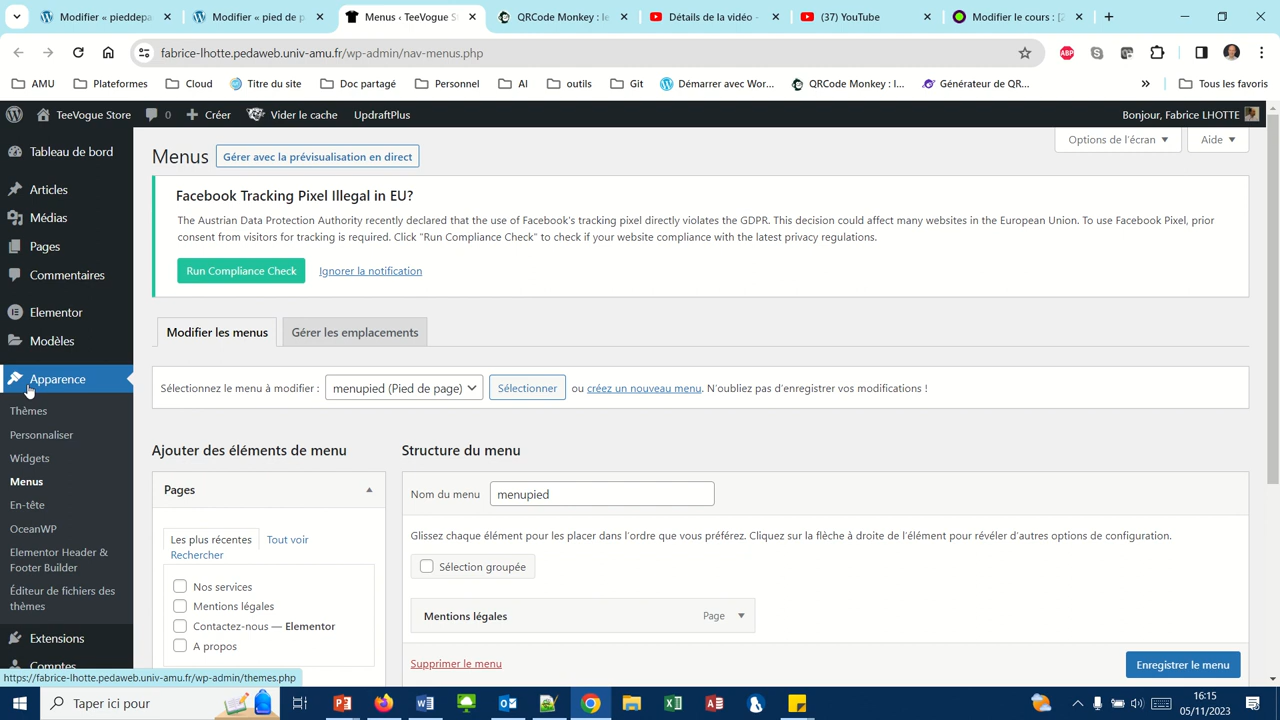 Modifier « pieddep
Modifier « pied de p
Menus ‹ TeeVogue St
QRCode Monkey : le
Détails de la vidéo -
(37) YouTube
Modifier le cours : [2
fabrice-lhotte.pedaweb.univ-amu.fr/wp-admin/nav-menus.php
ABP
AMU
Plateformes
Cloud
Titre du site
Doc partagé
Personnel
AI
outils
Git
Démarrer avec Wor...
QRCode Monkey : l...
Générateur de QR...
»
Tous les favoris
TeeVogue Store
0
+ Créer
Vider le cache
UpdraftPlus
Bonjour, Fabrice LHOTTE
Tableau de bord
Articles
Médias
Pages
Commentaires
Elementor
Modèles
Apparence
Thèmes
Personnaliser
Widgets
Menus
En-tête
OceanWP
Elementor Header &
Footer Builder
Éditeur de fichiers des
thèmes
Extensions
Comptes
Options de l'écran
Aide
Menus
Gérer avec la prévisualisation en direct
Facebook Tracking Pixel Illegal in EU?
The Austrian Data Protection Authority recently declared that the use of Facebook's tracking pixel directly violates the GDPR. This decision could affect many websites in the European Union. To use Facebook Pixel, prior
consent from visitors for tracking is required. Click "Run Compliance Check" to check if your website compliance with the latest privacy regulations.
Run Compliance Check
Ignorer la notification
Modifier les menus
Gérer les emplacements
Sélectionnez le menu à modifier :
menupied (Pied de page)
Sélectionner
ou créez un nouveau menu. N'oubliez pas d'enregistrer vos modifications !
Ajouter des éléments de menu
Pages
Les plus récentes
Tout voir
Rechercher
Nos services
Mentions légales
Contactez-nous — Elementor
A propos
Structure du menu
Nom du menu
menupied
Glissez chaque élément pour les placer dans l'ordre que vous préférez. Cliquez sur la flèche à droite de l'élément pour révéler d'autres options de configuration.
Sélection groupée
Mentions légales
Page
Supprimer le menu
Enregistrer le menu
https://fabrice-lhotte.pedaweb.univ-amu.fr/wp-admin/themes.php
Taper ici pour
16:15
05/11/2023